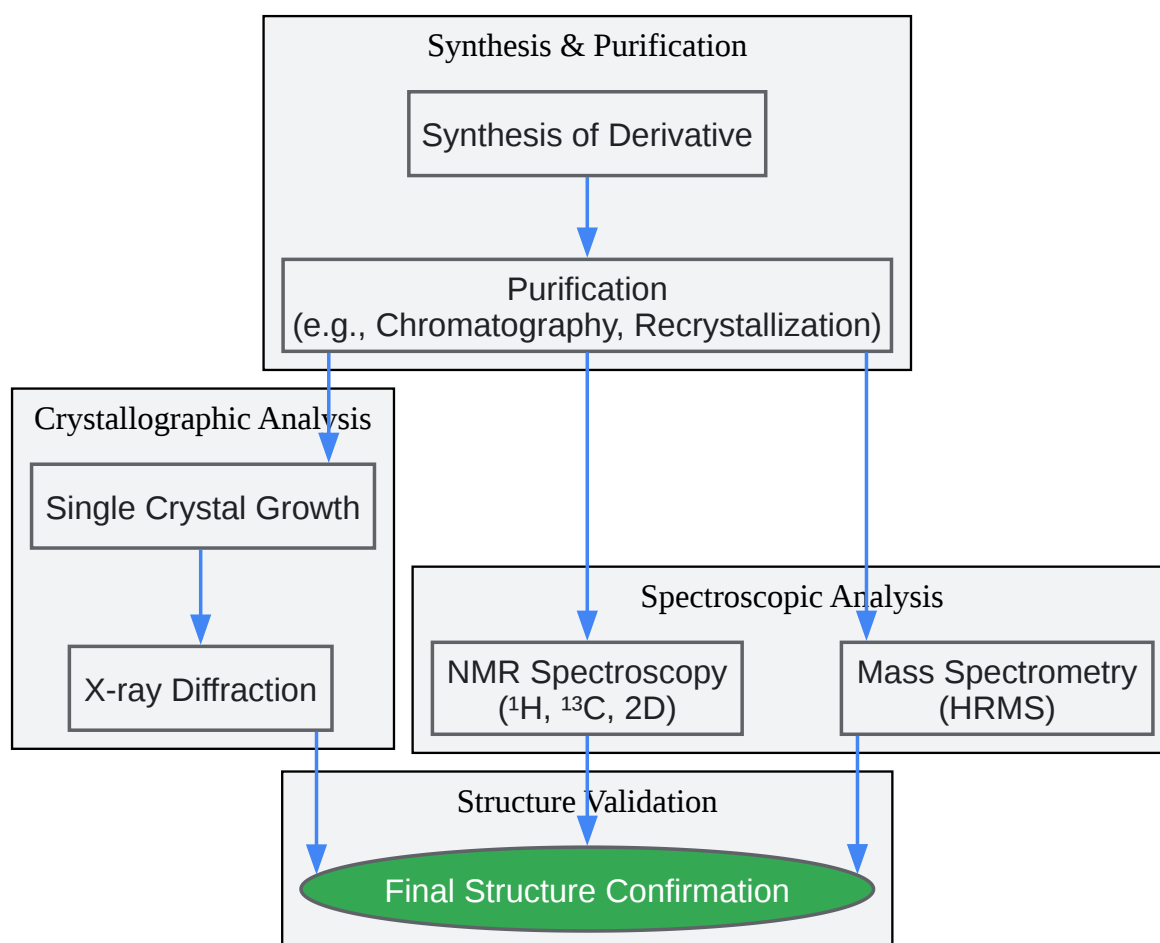 Synthesis & Purification
Synthesis of Derivative
Purification
(e.g., Chromatography, Recrystallization)
Crystallographic Analysis
Single Crystal Growth
X-ray Diffraction
Spectroscopic Analysis
NMR Spectroscopy
(¹H, ¹³C, 2D)
Mass Spectrometry
(HRMS)
Structure Validation
Final Structure Confirmation